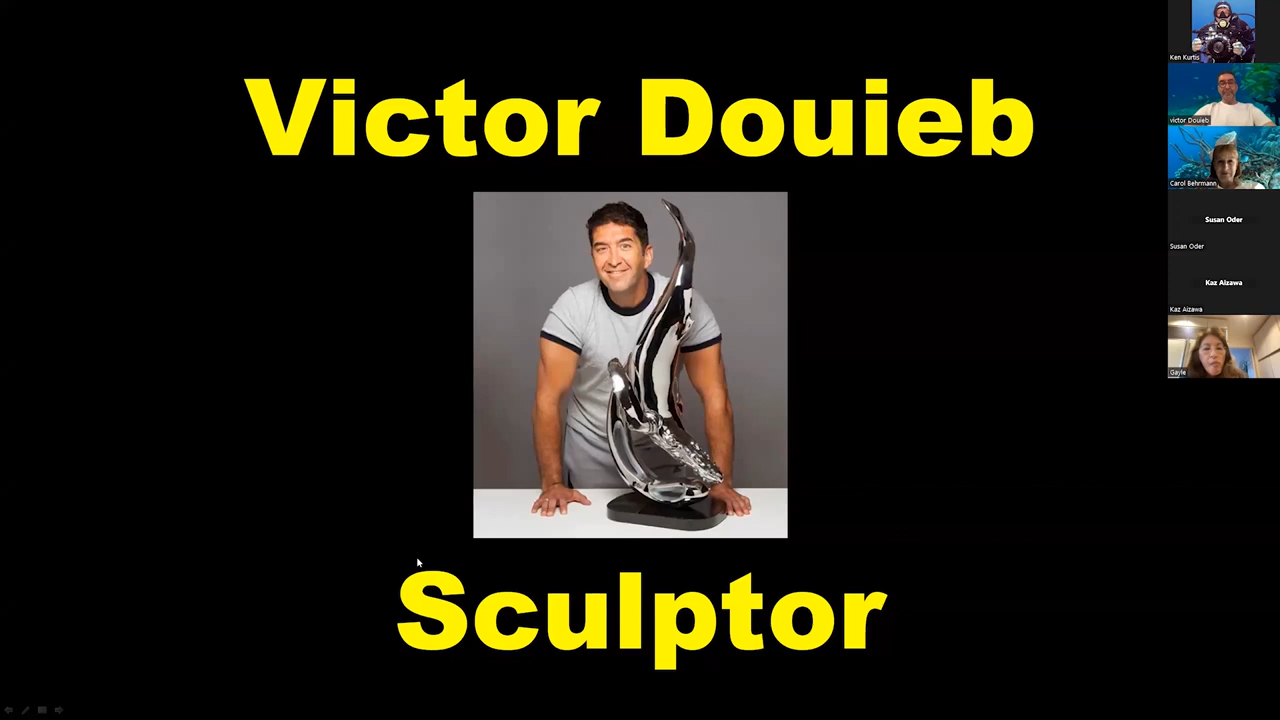 Victor Douieb
Sculptor
Ken Kurtis
victor Douieb
Carol Behrmann
Susan Oder
Susan Oder
Kaz Aizawa
Kaz Aizawa
Gayle